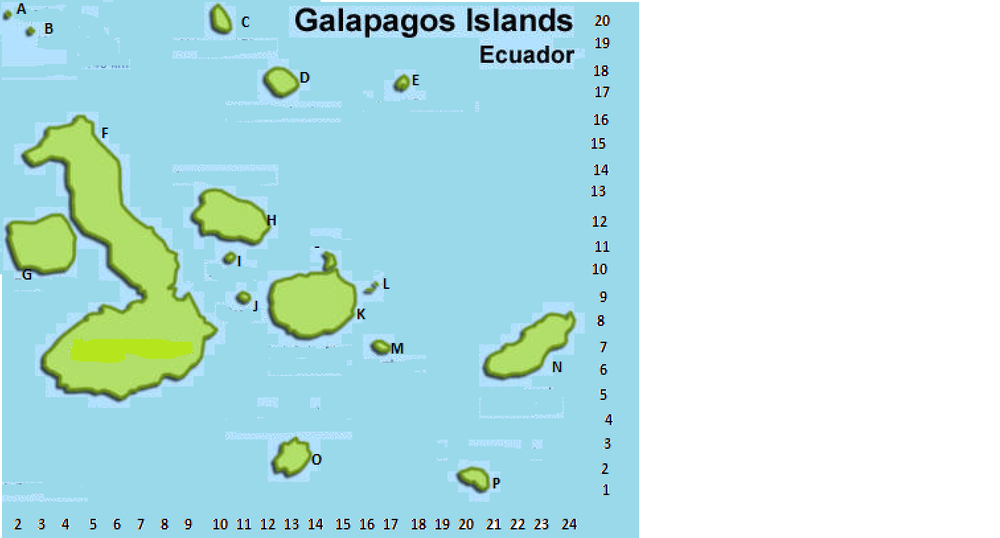 A
B
C
Galapagos Islands
20
19
Ecuador
18
D
E
17
16
F
15
14
13
H
12
11
I
10
G
L
9
J
K
8
M
7
N
6
5
4
3
O
2
P
1
2 3 4 5 6 7 8 9 10 11 12 13 14 15 16 17 18 19 20 21 22 23 24